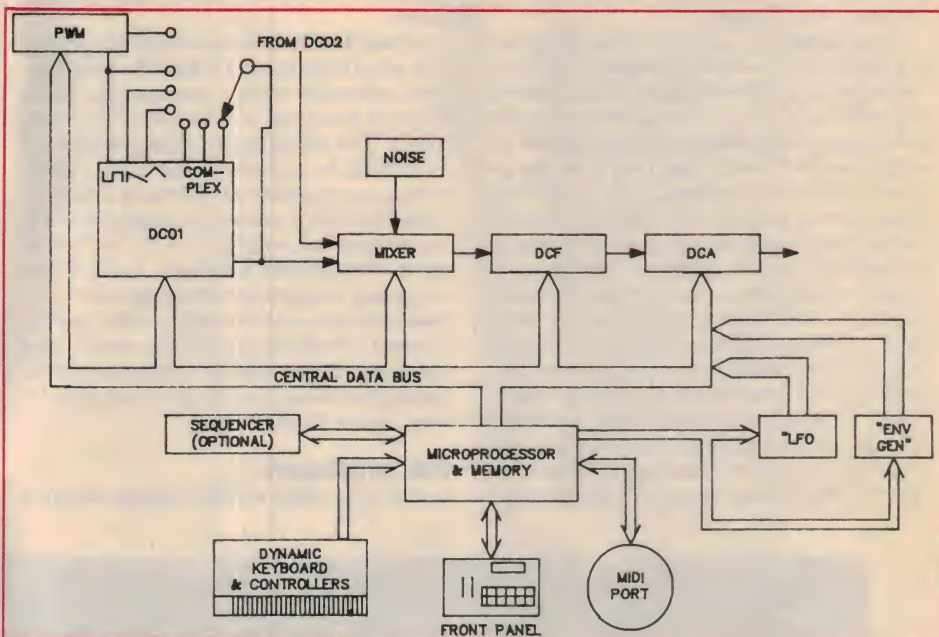 PWM
FROM DCO2
NOISE
COM-
PLEX
DCO1
MIXER
DCF
DCA
CENTRAL DATA BUS
SEQUENCER
(OPTIONAL)
MICROPROCESSOR
& MEMORY
"LFO
"ENV
GEN"
DYNAMIC
KEYBOARD
& CONTROLLERS
FRONT PANEL
MIDI
PORT